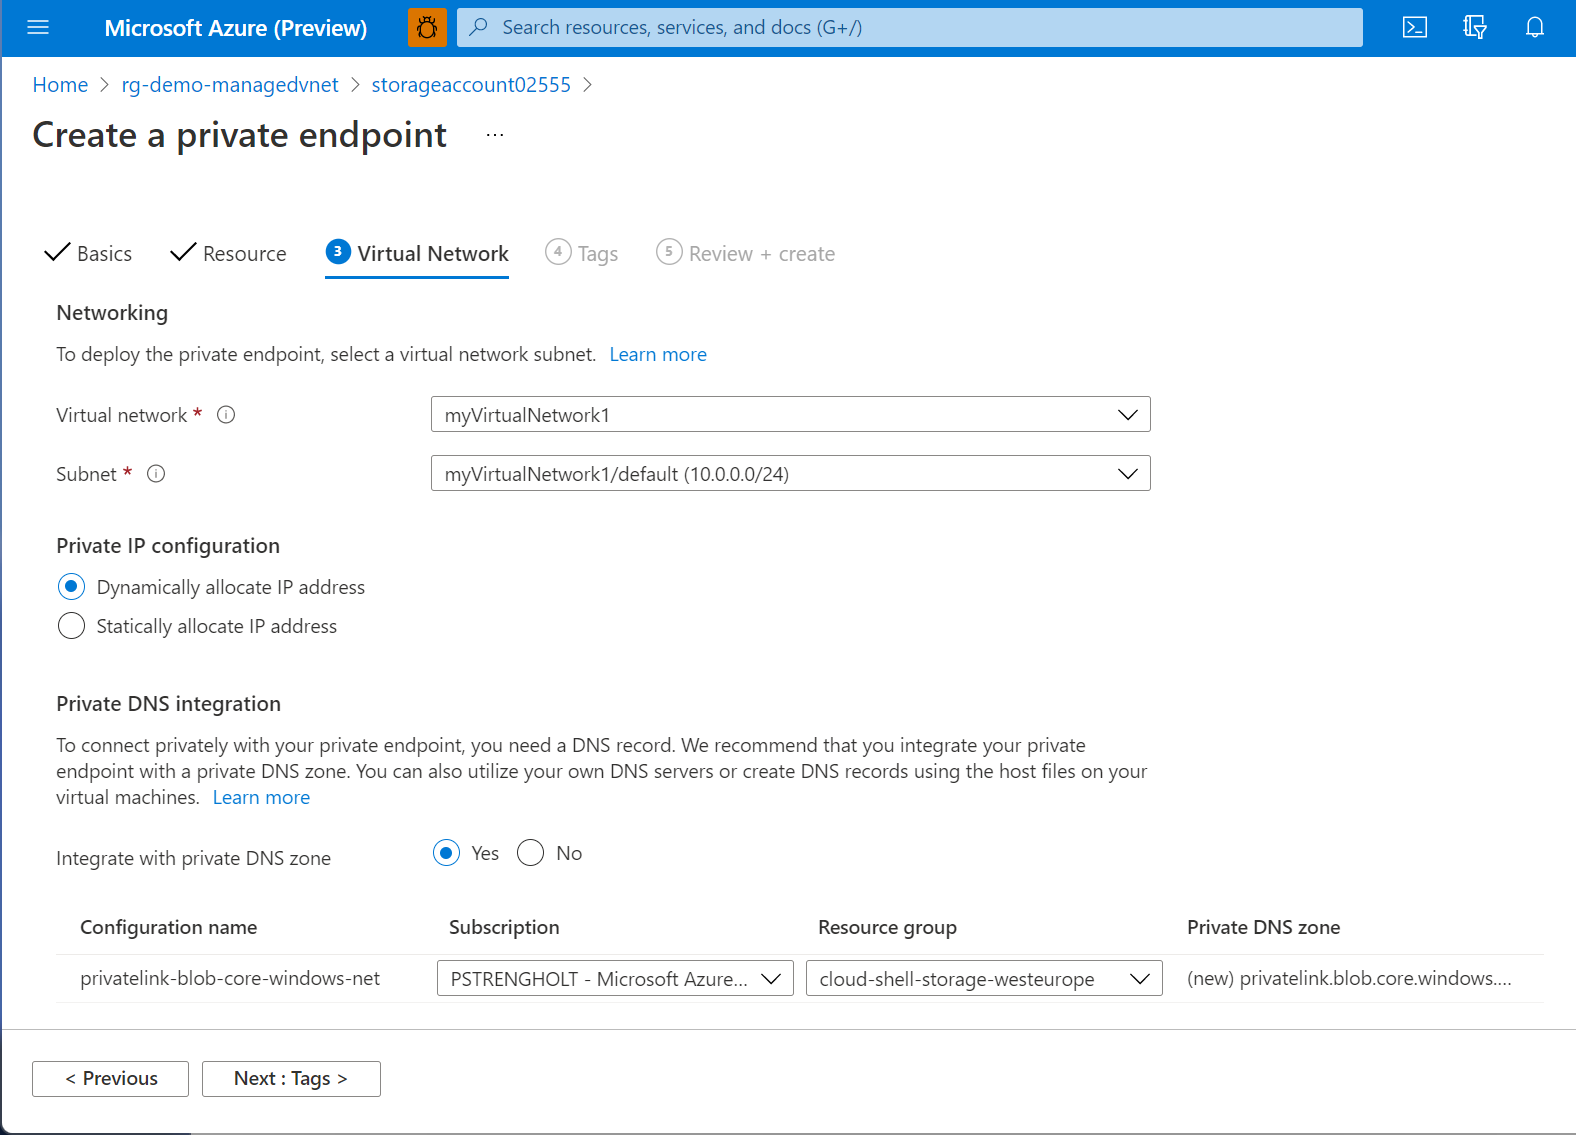 Microsoft Azure (Preview)
Search resources, services, and docs (G+/)
Home > rg-demo-managedvnet > storageaccount02555 >
Create a private endpoint ...
Basics Resource 3 Virtual Network 4 Tags 5 Review + create
Networking
To deploy the private endpoint, select a virtual network subnet. Learn more
Virtual network * myVirtualNetwork1
Subnet * myVirtualNetwork1/default (10.0.0.0/24)
Private IP configuration
Dynamically allocate IP address
Statically allocate IP address
Private DNS integration
To connect privately with your private endpoint, you need a DNS record. We recommend that you integrate your private
endpoint with a private DNS zone. You can also utilize your own DNS servers or create DNS records using the host files on your
virtual machines. Learn more
Integrate with private DNS zone Yes No
Configuration name Subscription Resource group Private DNS zone
privatelink-blob-core-windows-net PSTRENGHOLT - Microsoft Azure... cloud-shell-storage-westeurope (new) privatelink.blob.core.windows....
< Previous Next : Tags >